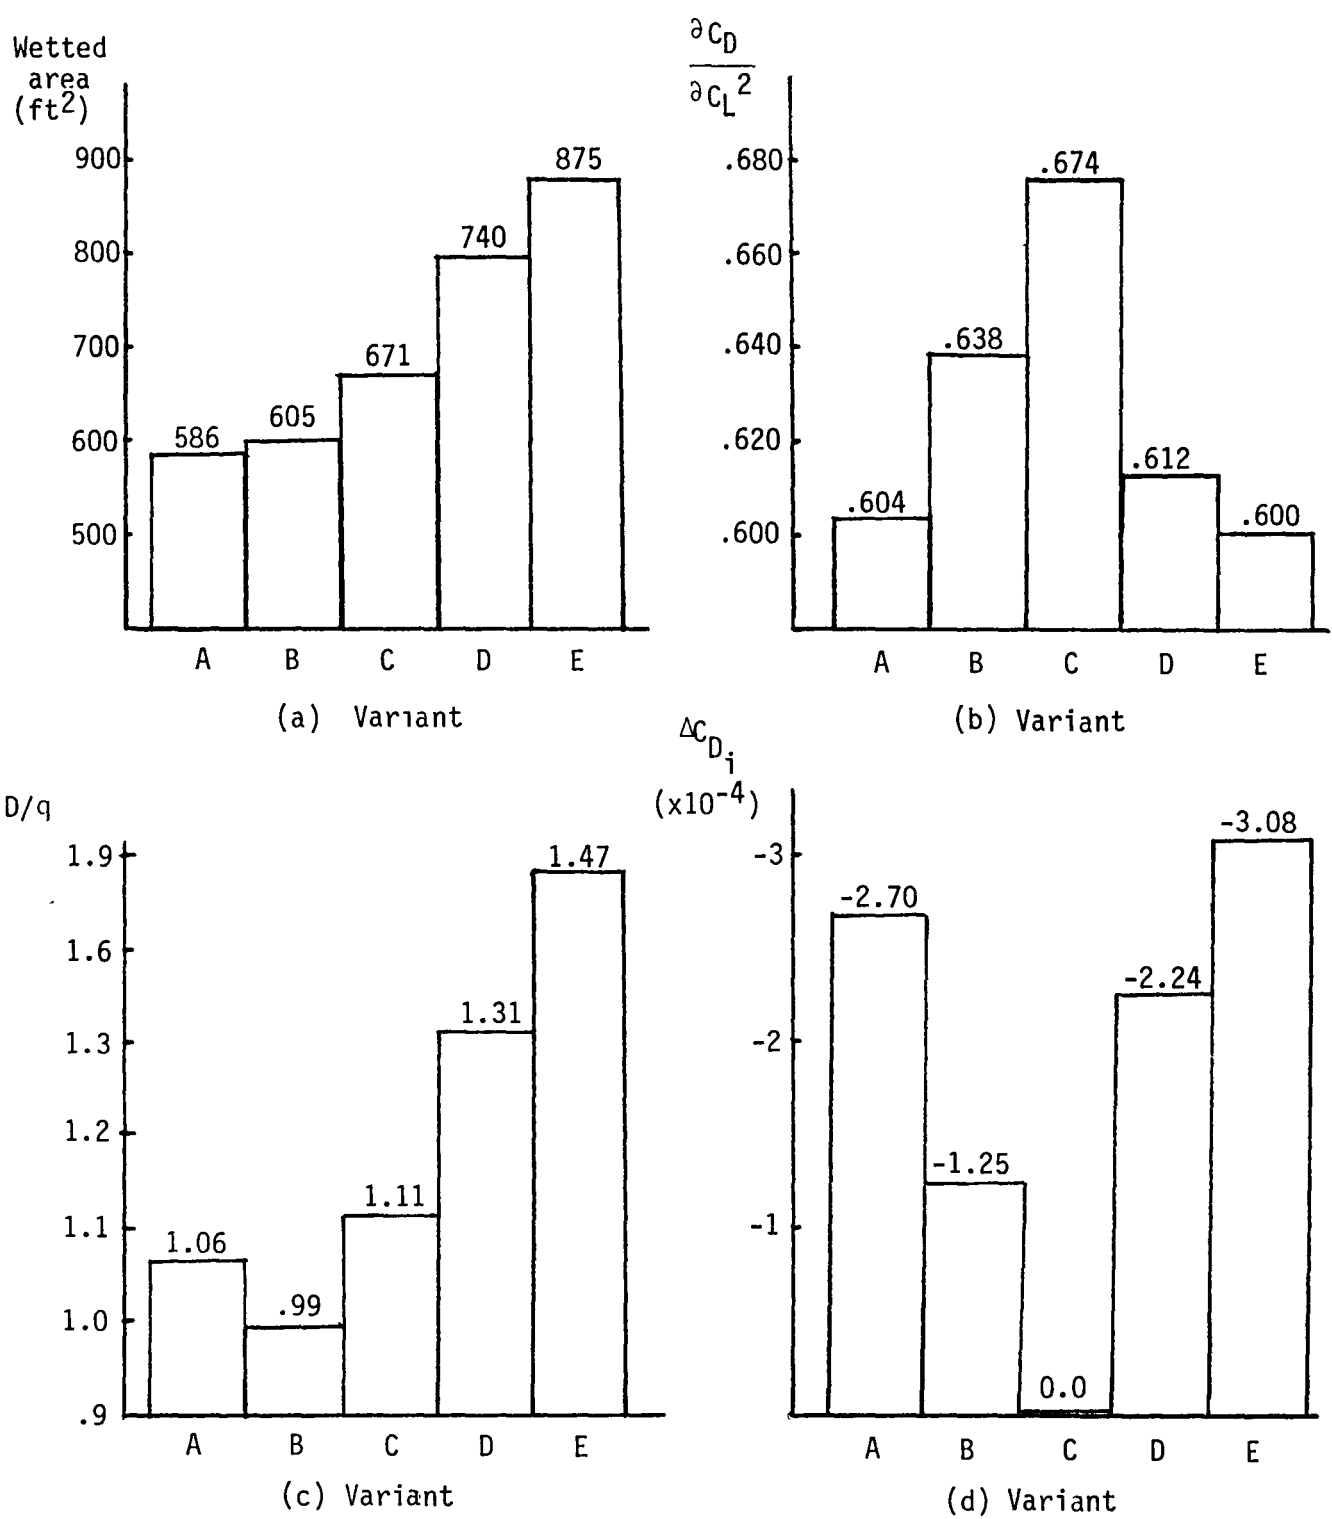 Wetted
area
(ft²)
900
800
700
600
500
586
605
671
740
875
A B C D E
(a) Variant
∂C_D
∂C_L²
.680
.660
.640
.620
.600
.604
.638
.674
.612
.600
A B C D E
(b) Variant
D/q
1.9
1.6
1.3
1.2
1.1
1.0
.9
1.06
.99
1.11
1.31
1.47
A B C D E
(c) Variant
ΔC_D_i
(x10⁻⁴)
-3
-2
-1
-2.70
-1.25
0.0
-2.24
-3.08
A B C D E
(d) Variant